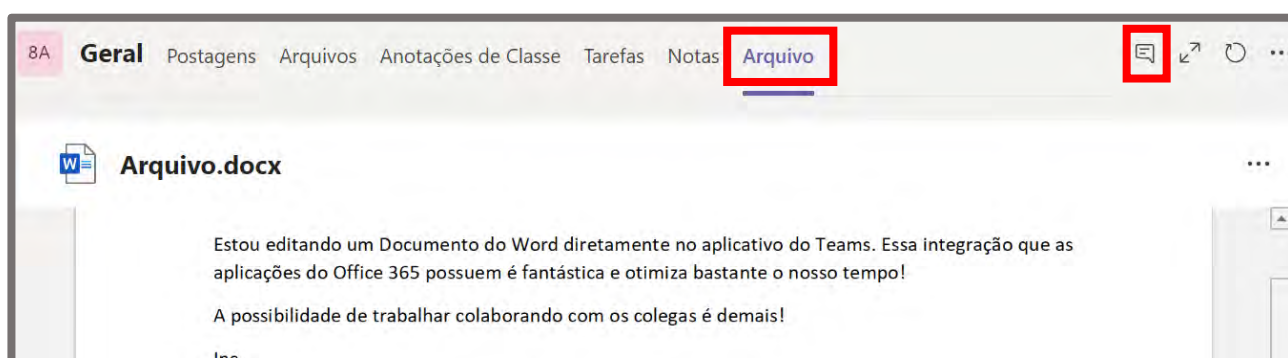 8A Geral Postagens Arquivos Anotações de Classe Tarefas Notas Arquivo
Arquivo.docx
Estou editando um Documento do Word diretamente no aplicativo do Teams. Essa integração que as
aplicações do Office 365 possuem é fantástica e otimiza bastante o nosso tempo!
A possibilidade de trabalhar colaborando com os colegas é demais!